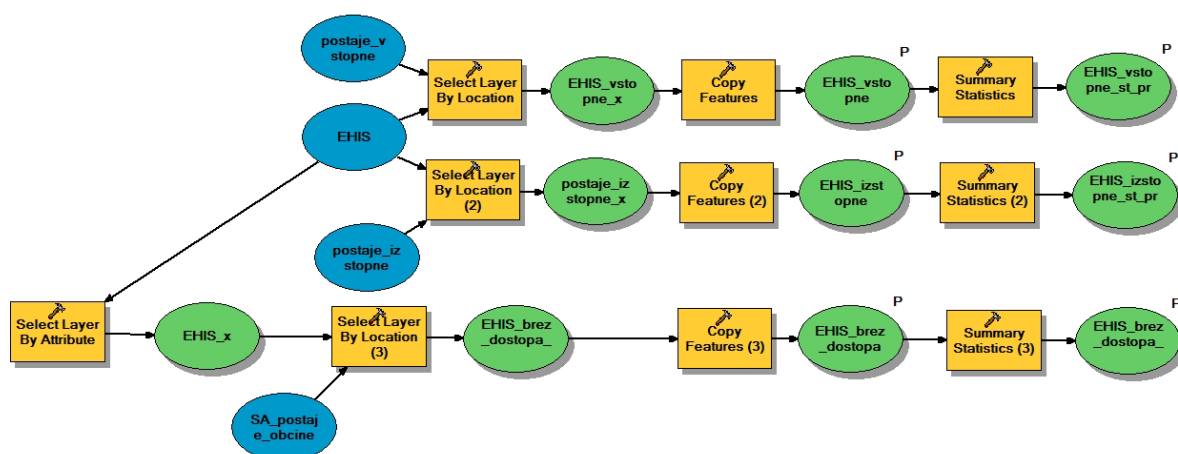 postaje_v
stopne
P
P
Select Layer
By Location
EHIS_vsto
pne_x
Copy
Features
EHIS_vsto
pne
Summary
Statistics
EHIS_vsto
pne_st_pr
EHIS
P
P
Select Layer
By Location
(2)
postaje_iz
stopne_x
Copy
Features (2)
EHIS_izst
opne
Summary
Statistics (2)
EHIS_izsto
pne_st_pr
postaje_iz
stopne
P
P
Select Layer
By Attribute
EHIS_x
Select Layer
By Location
(3)
EHIS_brez
_dostopa_
Copy
Features (3)
EHIS_brez
_dostopa
Summary
Statistics (3)
EHIS_brez
_dostopa_
SA_postaj
e_obcine